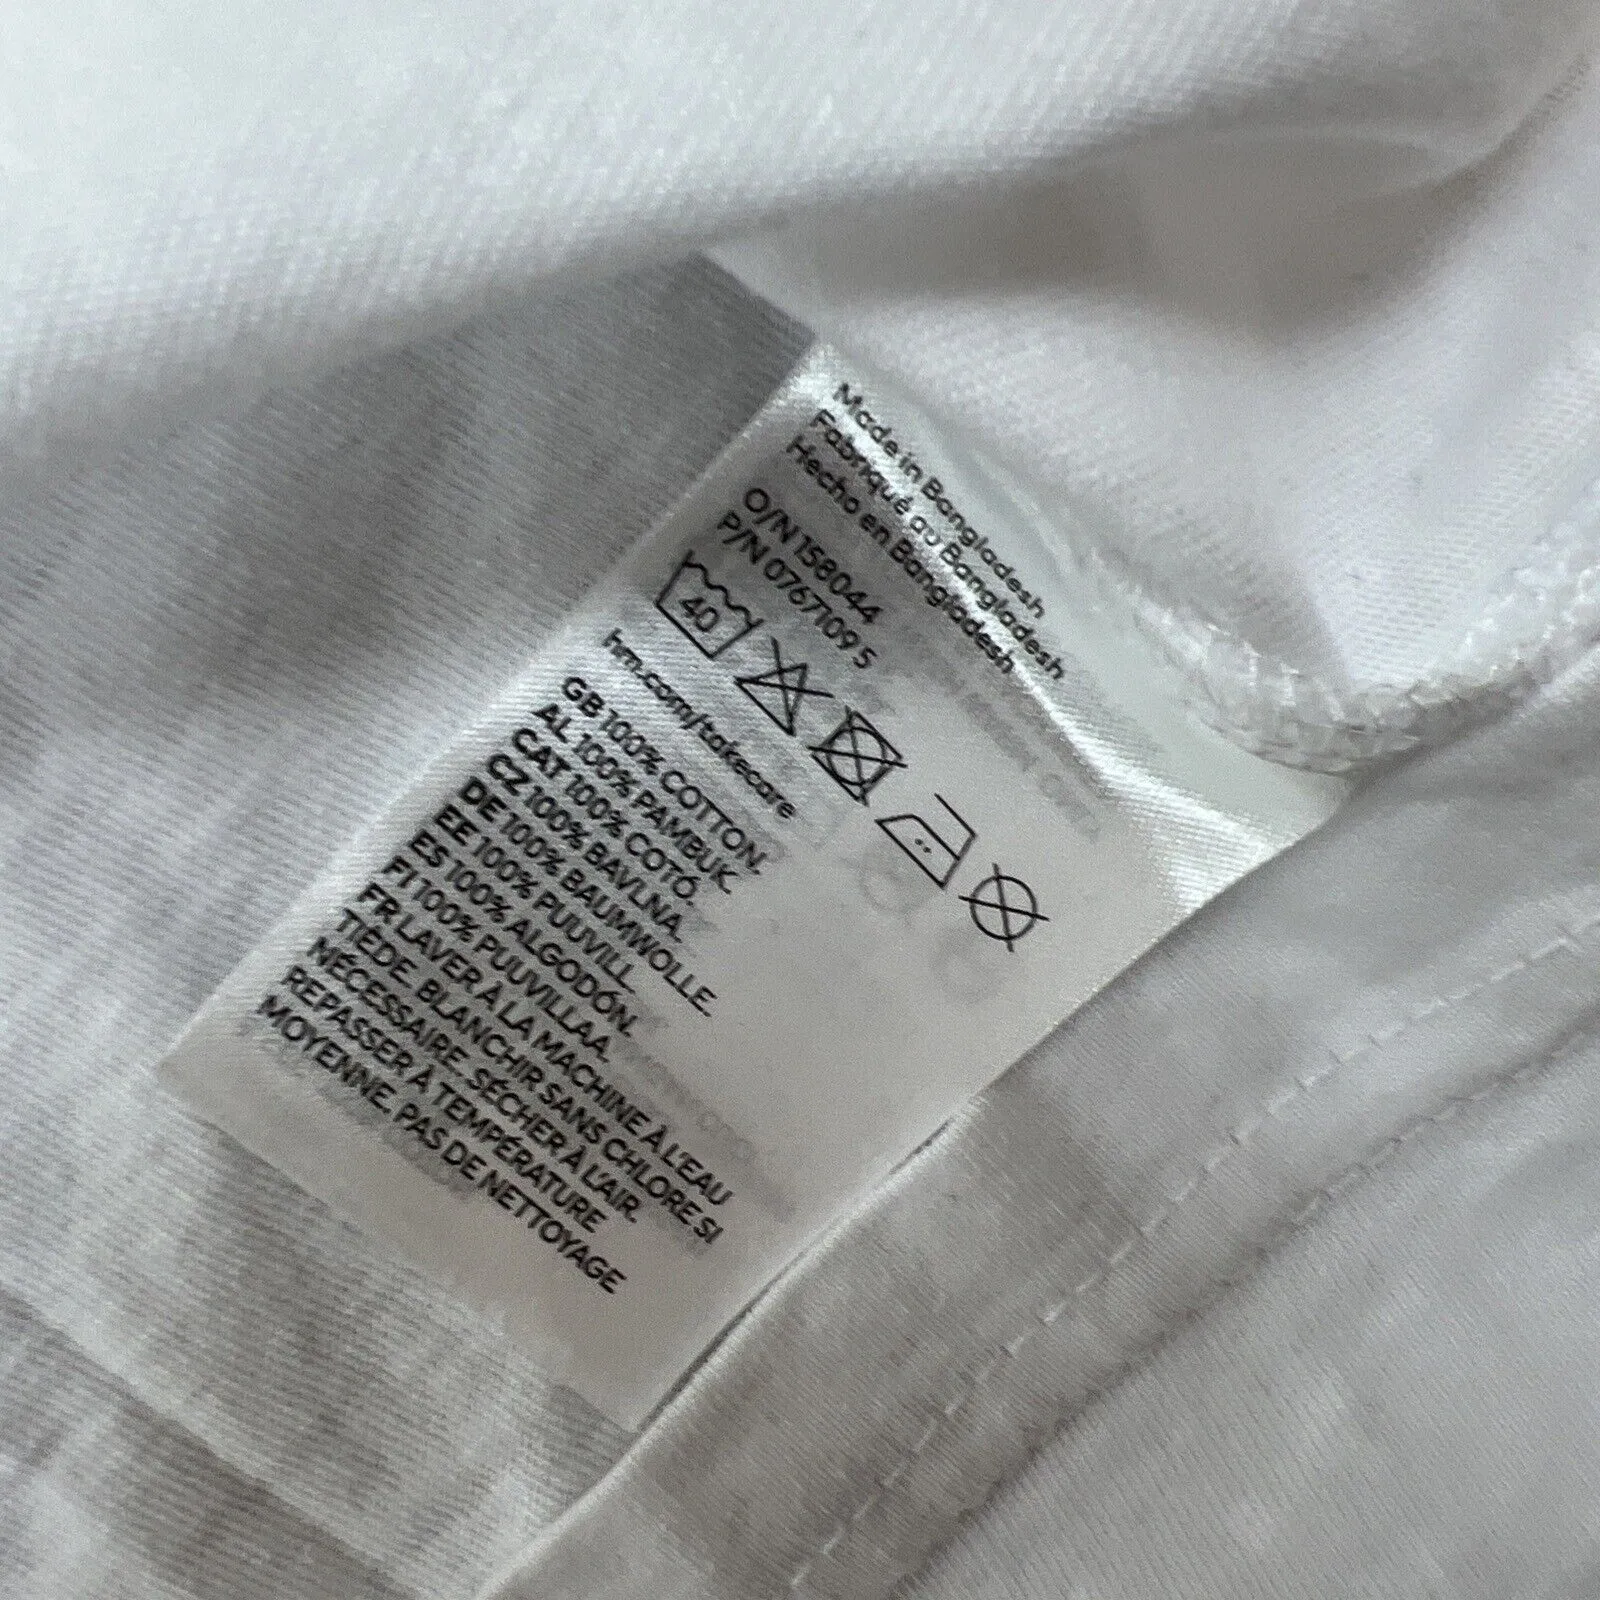 Made in Bangladesh
Fabriqué au Bangladesh
Hecho en Bangladesh
O/N 158044
P/N 0767109 5
40
hm.com/takecare
GB 100% COTTON.
AL 100% PAMBUK.
CAT 100% COTÓ.
CZ 100% BAVLNA.
DE 100% BAUMWOLLE.
EE 100% PUUVILL.
ES 100% ALGODÓN.
FI 100% PUUVILLAA.
FR LAVER À LA MACHINE À L'EAU
TIÈDE. BLANCHIR SANS CHLORE SI
NÉCESSAIRE. SÉCHER À L'AIR.
REPASSER À TEMPÉRATURE
MOYENNE. PAS DE NETTOYAGE